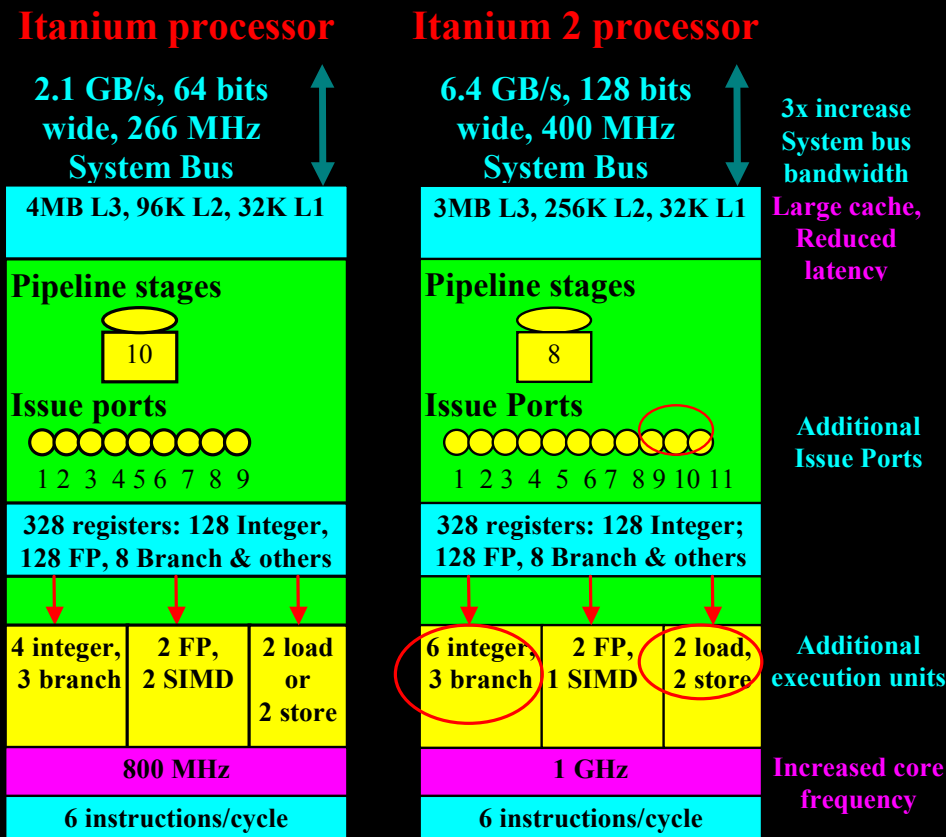 Itanium processor
2.1 GB/s, 64 bits
wide, 266 MHz
System Bus
4MB L3, 96K L2, 32K L1
Pipeline stages
10
Issue ports
1 2 3 4 5 6 7 8 9
328 registers: 128 Integer,
128 FP, 8 Branch & others
4 integer,
3 branch
2 FP,
2 SIMD
2 load
or
2 store
800 MHz
6 instructions/cycle
Itanium 2 processor
6.4 GB/s, 128 bits
wide, 400 MHz
System Bus
3MB L3, 256K L2, 32K L1
Pipeline stages
8
Issue Ports
1 2 3 4 5 6 7 8 9 10 11
328 registers: 128 Integer;
128 FP, 8 Branch & others
6 integer,
3 branch
2 FP,
1 SIMD
2 load,
2 store
1 GHz
6 instructions/cycle
3x increase
System bus
bandwidth
Large cache,
Reduced
latency
Additional
Issue Ports
Additional
execution units
Increased core
frequency